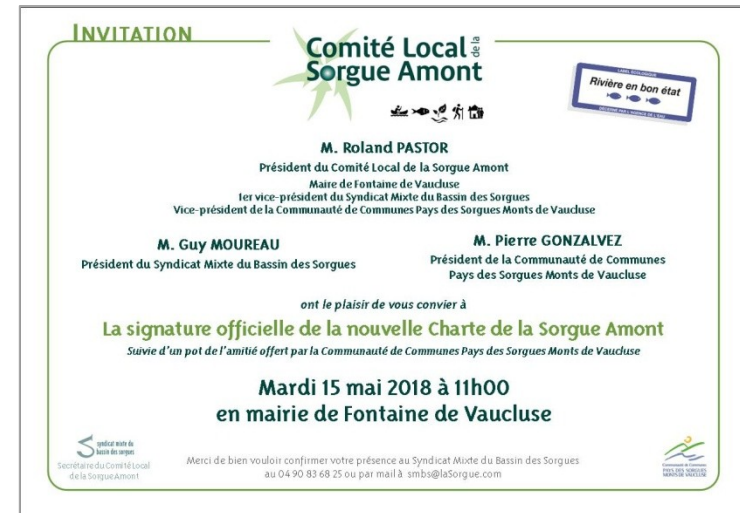 INVITATION
Comité Local de la
Sorgue Amont
LABEL ECOLOGIQUE
Rivière en bon état
M. Roland PASTOR
Président du Comité Local de la Sorgue Amont
Maire de Fontaine de Vaucluse
1er vice-président du Syndicat Mixte du Bassin des Sorgues
Vice-président de la Communauté de Communes Pays des Sorgues Monts de Vaucluse
M. Guy MOUREAU
Président du Syndicat Mixte du Bassin des Sorgues
M. Pierre GONZALVEZ
Président de la Communauté de Communes
Pays des Sorgues Monts de Vaucluse
ont le plaisir de vous convier à
La signature officielle de la nouvelle Charte de la Sorgue Amont
Suivie d'un pot de l'amitié offert par la Communauté de Communes Pays des Sorgues Monts de Vaucluse
Mardi 15 mai 2018 à 11h00
en mairie de Fontaine de Vaucluse
syndicat mixte du
bassin des sorgues
Secrétaire du Comité Local
de la Sorgue Amont
Merci de bien vouloir confirmer votre présence au Syndicat Mixte du Bassin des Sorgues
au 04 90 83 68 25 ou par mail à smbs@laSorgue.com
Communauté de Communes
PAYS DES SORGUES
MONTS DE VAUCLUSE